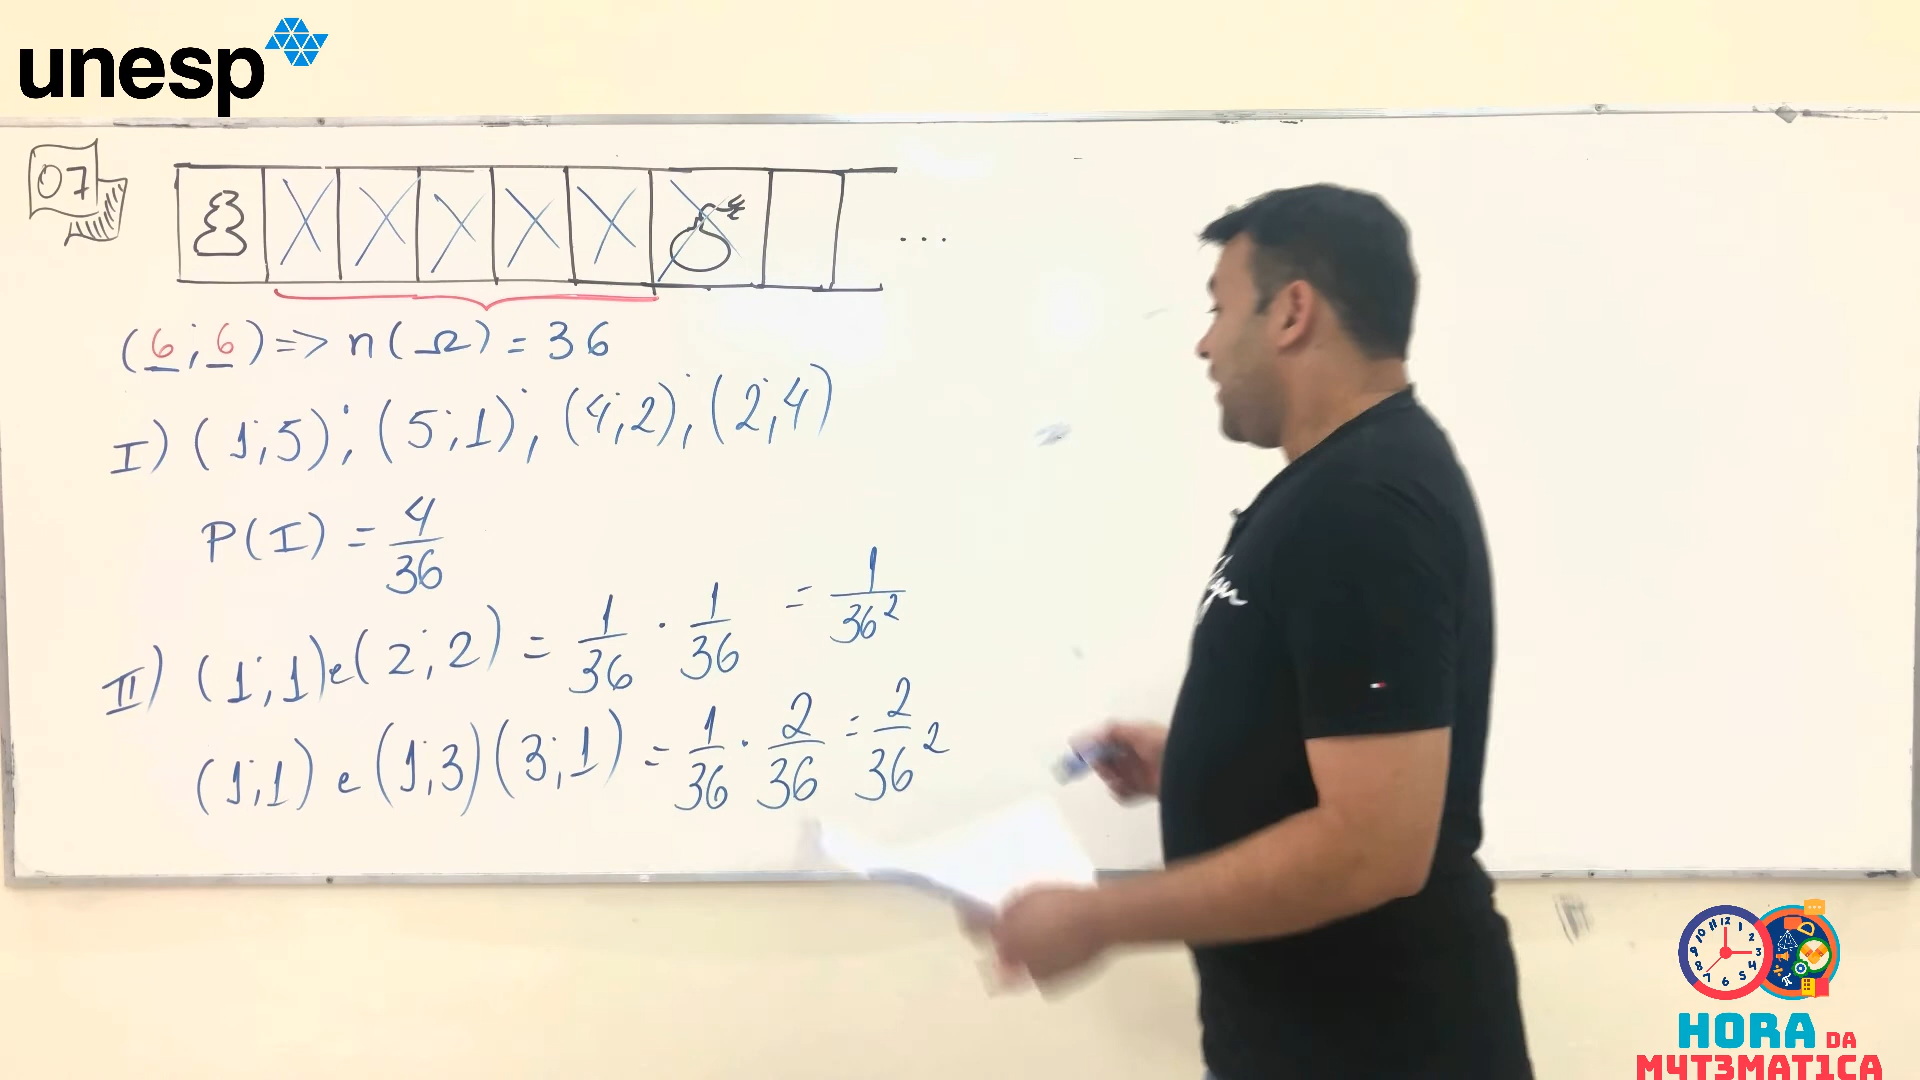 unesp
07
...
(6;6) => n(Ω) = 36
I) (1;5); (5;1); (4;2); (2;4)
P(I) = 4/36
II) (1;1) e (2;2) = 1/36 · 1/36 = 1/36²
(1;1) e (1;3)(3;1) = 1/36 · 2/36 = 2/36²
HORA DA
M4T3MAT1CA